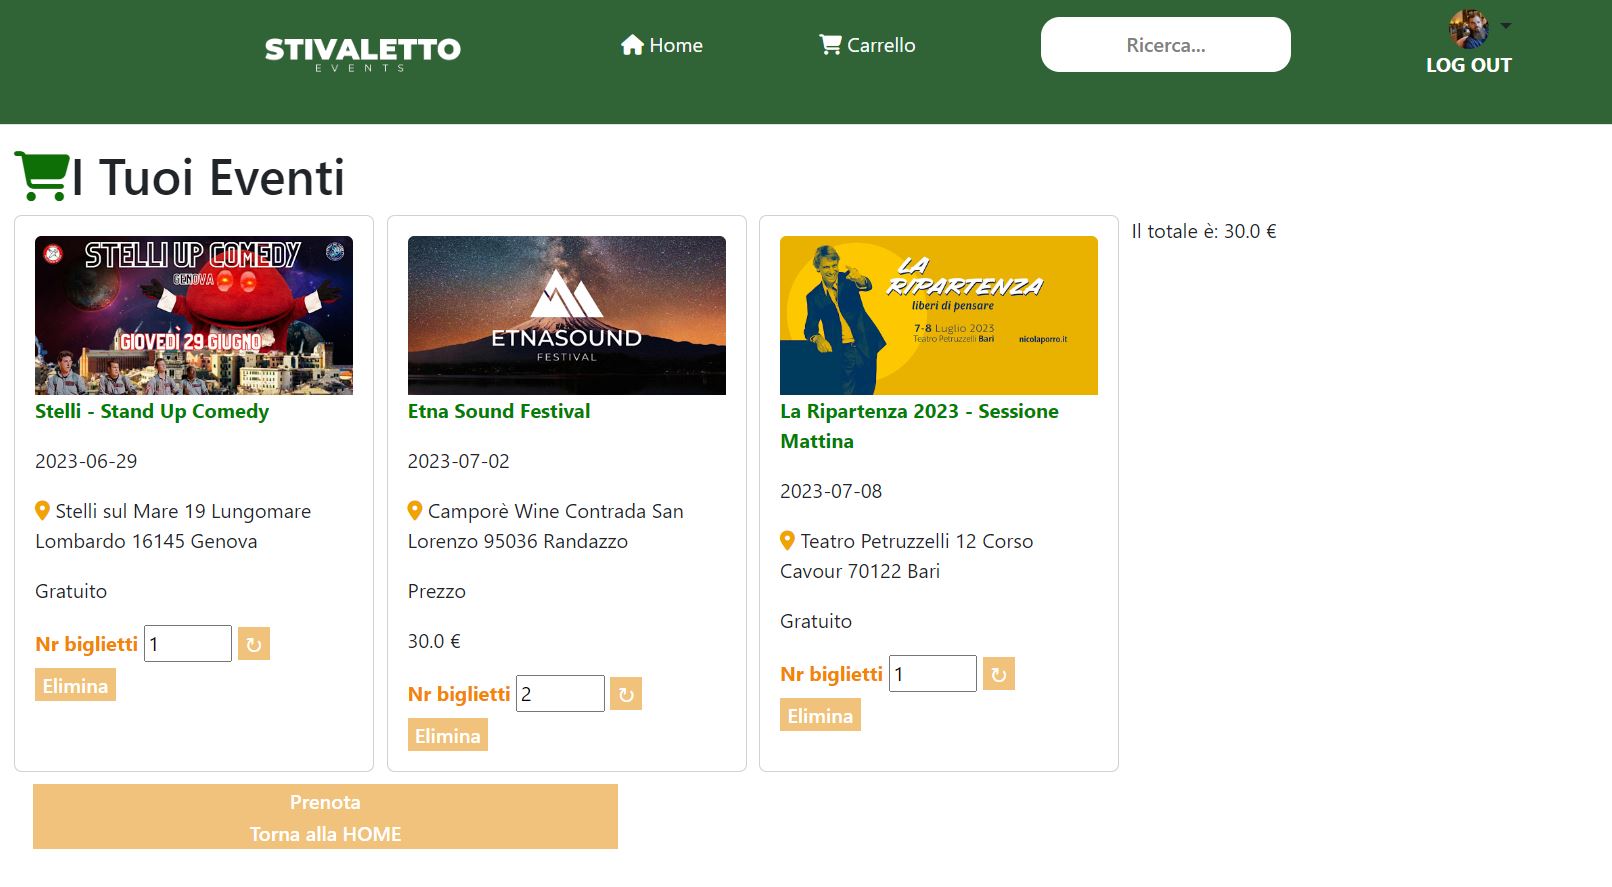 STIVALETTO
EVENTS
Home
Carrello
Ricerca...
LOG OUT
I Tuoi Eventi
STELLI UP COMEDY
GENOVA
GIOVEDÌ 29 GIUGNO
Stelli - Stand Up Comedy
2023-06-29
Stelli sul Mare 19 Lungomare
Lombardo 16145 Genova
Gratuito
Nr biglietti 1 ↻
Elimina
ETNASOUND
FESTIVAL
Etna Sound Festival
2023-07-02
Camporè Wine Contrada San
Lorenzo 95036 Randazzo
Prezzo
30.0 €
Nr biglietti 2 ↻
Elimina
LA
RIPARTENZA
liberi di pensare
7-8 Luglio 2023
Teatro Petruzzelli Bari
nicolaporro.it
La Ripartenza 2023 - Sessione
Mattina
2023-07-08
Teatro Petruzzelli 12 Corso
Cavour 70122 Bari
Gratuito
Nr biglietti 1 ↻
Elimina
Il totale è: 30.0 €
Prenota
Torna alla HOME